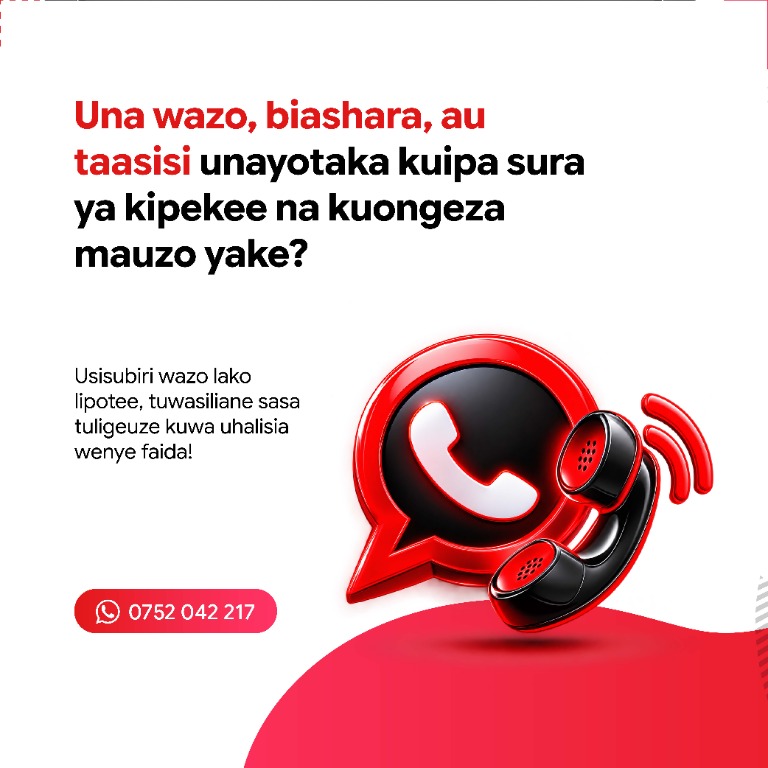 Una wazo, biashara, au
taasisi unayotaka kuipa sura
ya kipekee na kuongeza
mauzo yake?
Usisubiri wazo lako
lipotee, tuwasiliane sasa
tuligeuze kuwa uhalisia
wenye faida!
0752 042 217